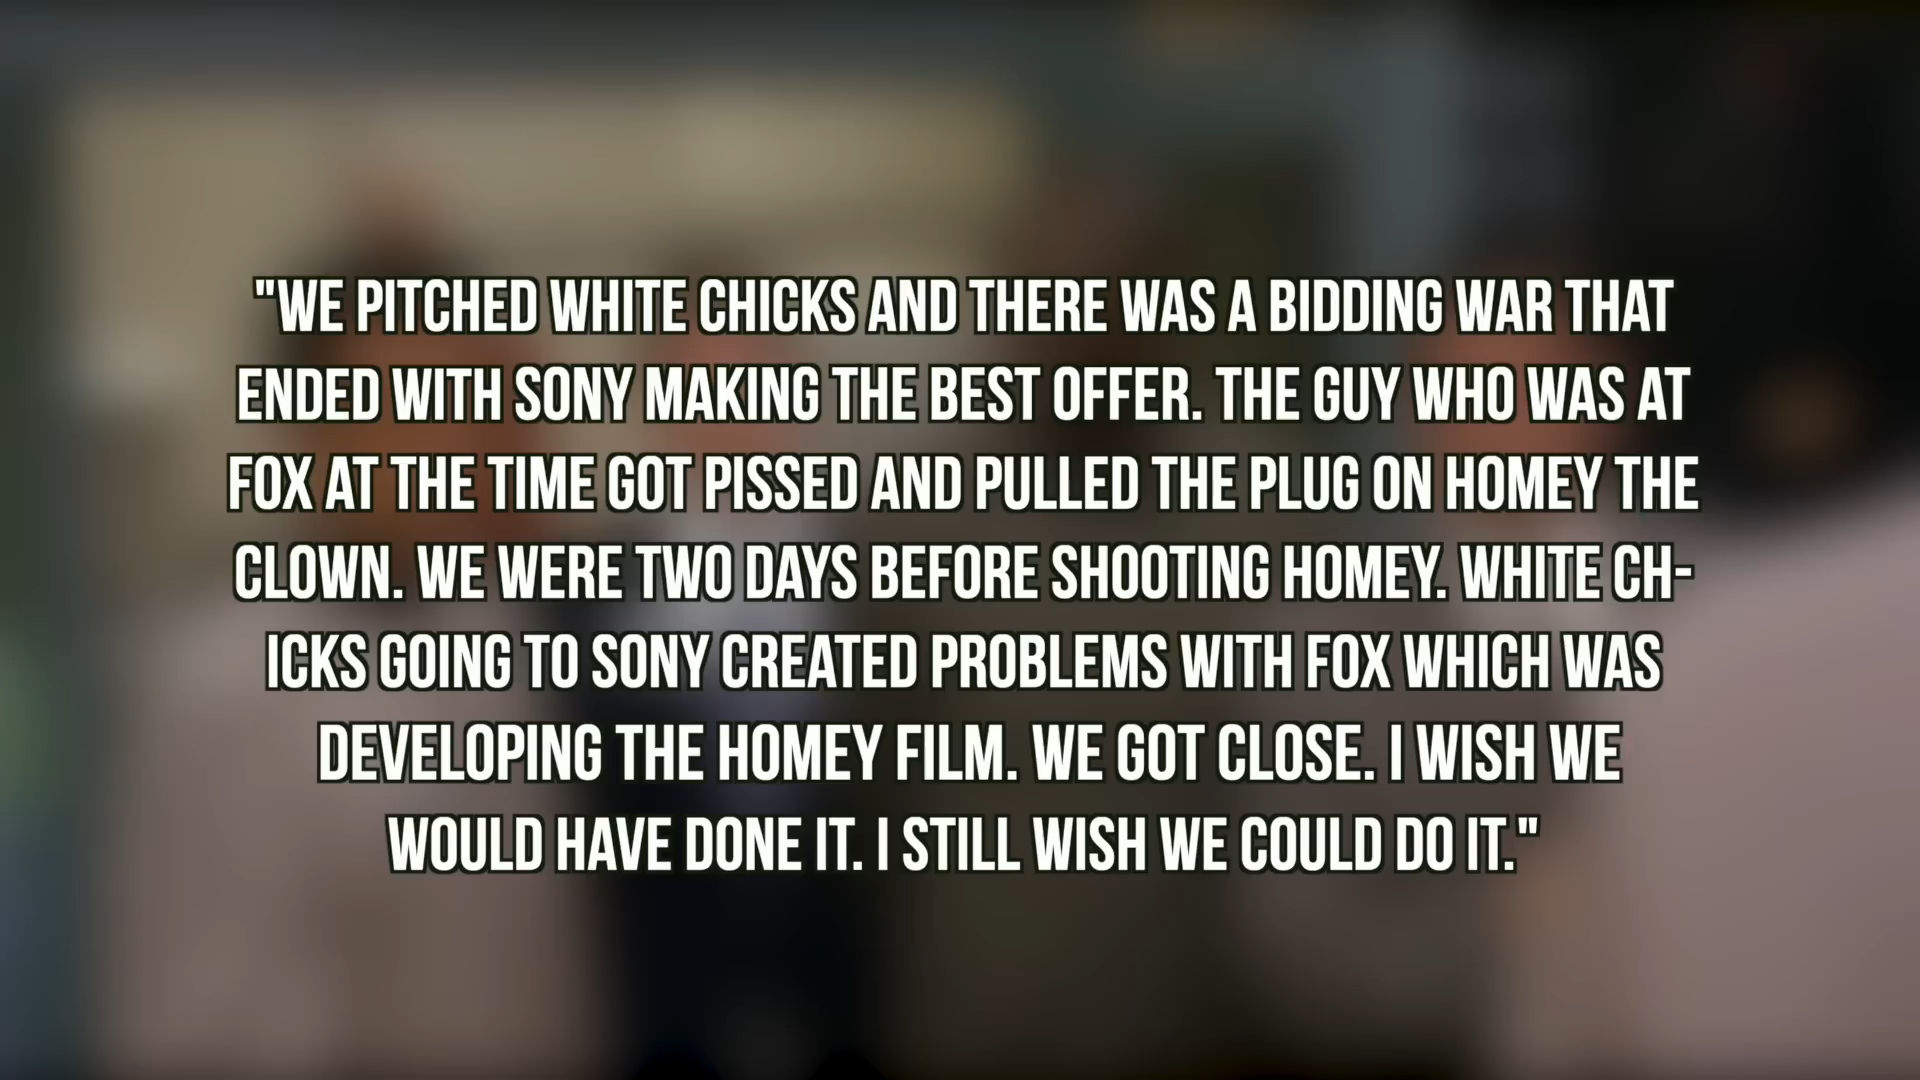 "WE PITCHED WHITE CHICKS AND THERE WAS A BIDDING WAR THAT
ENDED WITH SONY MAKING THE BEST OFFER. THE GUY WHO WAS AT
FOX AT THE TIME GOT PISSED AND PULLED THE PLUG ON HOMEY THE
CLOWN. WE WERE TWO DAYS BEFORE SHOOTING HOMEY. WHITE CH-
ICKS GOING TO SONY CREATED PROBLEMS WITH FOX WHICH WAS
DEVELOPING THE HOMEY FILM. WE GOT CLOSE. I WISH WE
WOULD HAVE DONE IT. I STILL WISH WE COULD DO IT."